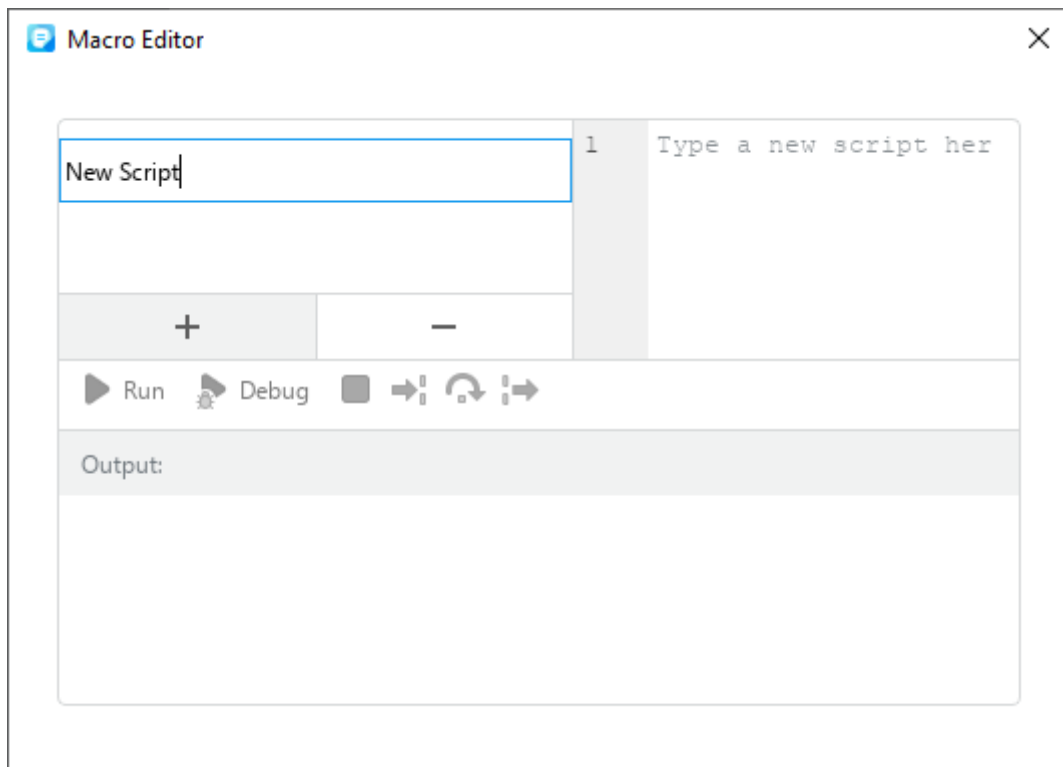 Macro Editor
New Script
1
Type a new script her
+
−
Run
Debug
Output: